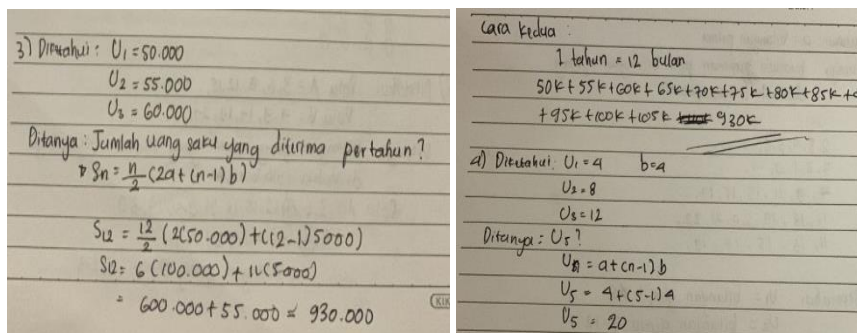 3) Diketahui : U1 = 50.000
U2 = 55.000
U3 = 60.000
Ditanya : Jumlah uang saku yang diterima pertahun ?
Sn = n/2 (2a + (n-1) b)
S12 = 12/2 (2(50.000) + (12-1) 5000)
S12 = 6 (100.000) + 11 (5000)
= 600.000 + 55.000 = 930.000
KIK
Cara kedua :
1 tahun = 12 bulan
50K + 55K + 60K + 65K + 70K + 75K + 80K + 85K +
+ 95K + 100K + 105K 930K
4) Diketahui : U1 = 4 b = 4
U2 = 8
U3 = 12
Ditanya : U5 ?
Un = a + (n-1) b
U5 = 4 + (5-1) 4
U5 = 20